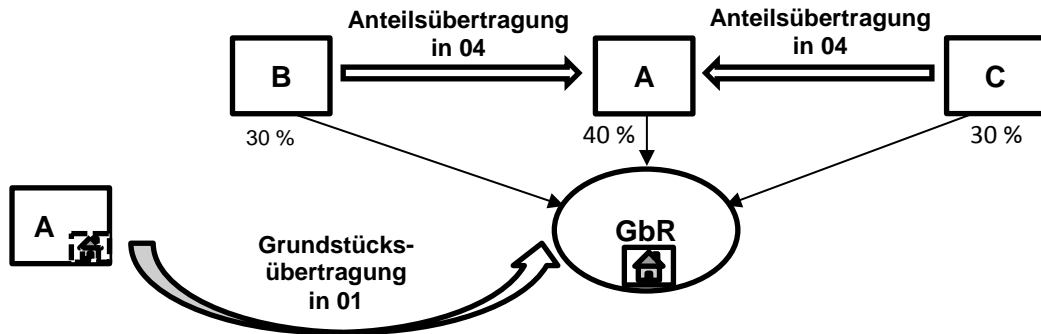 Anteilsübertragung
in 04
Anteilsübertragung
in 04
B
A
C
30 %
40 %
30 %
A
GbR
Grundstücks-
übertragung
in 01